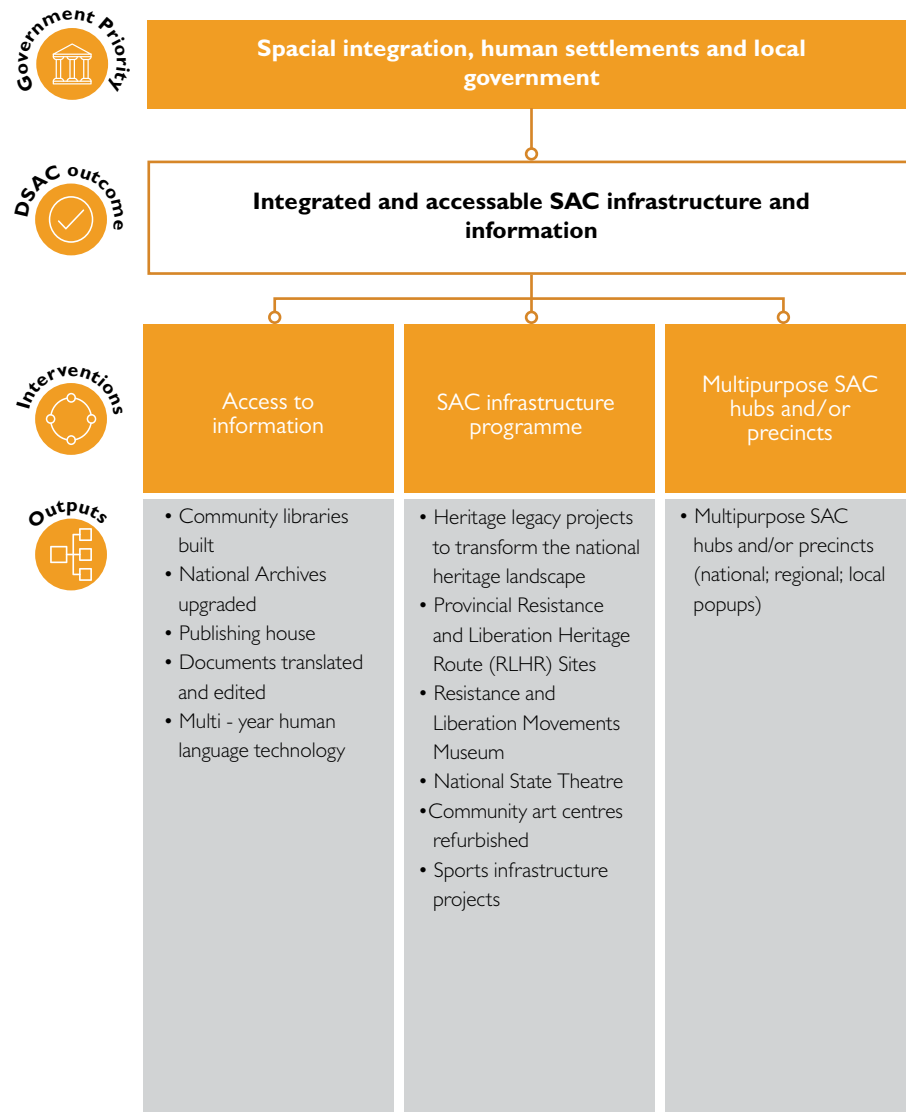 Government Priority
Spacial integration, human settlements and local
government
DSAC outcome
Integrated and accessable SAC infrastructure and
information
Interventions
Access to
information
SAC infrastructure
programme
Multipurpose SAC
hubs and/or
precincts
Outputs
• Community libraries
built
• National Archives
upgraded
• Publishing house
• Documents translated
and edited
• Multi - year human
language technology
• Heritage legacy projects
to transform the national
heritage landscape
• Provincial Resistance
and Liberation Heritage
Route (RLHR) Sites
• Resistance and
Liberation Movements
Museum
• National State Theatre
•Community art centres
refurbished
• Sports infrastructure
projects
• Multipurpose SAC
hubs and/or precincts
(national; regional; local
popups)